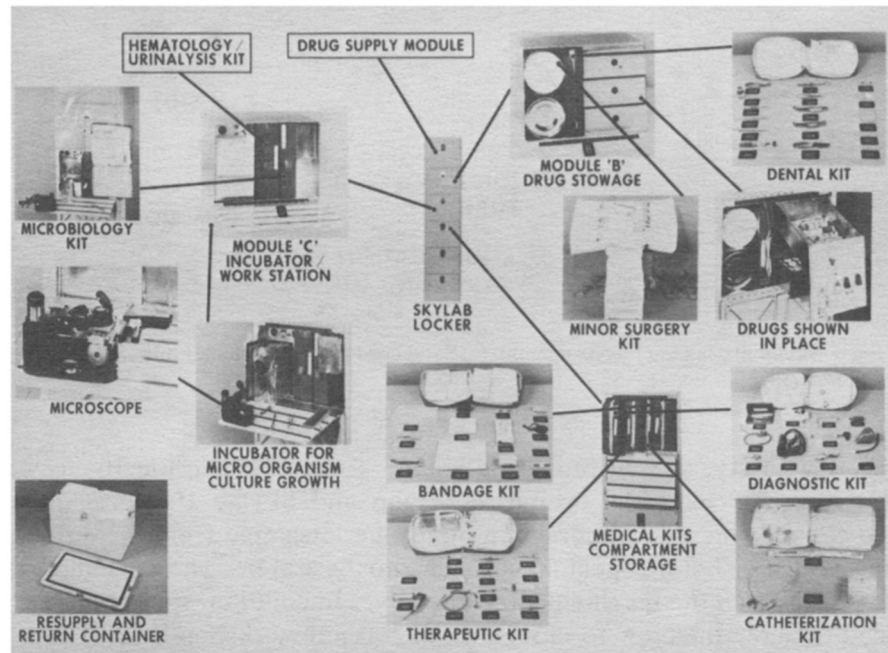 HEMATOLOGY/
URINALYSIS KIT
DRUG SUPPLY MODULE
MICROBIOLOGY
KIT
MODULE 'C'
INCUBATOR/
WORK STATION
SKYLAB
LOCKER
MODULE 'B'
DRUG STOWAGE
DENTAL KIT
MINOR SURGERY
KIT
DRUGS SHOWN
IN PLACE
MICROSCOPE
INCUBATOR FOR
MICRO ORGANISM
CULTURE GROWTH
BANDAGE KIT
MEDICAL KITS
COMPARTMENT
STORAGE
DIAGNOSTIC KIT
RESUPPLY AND
RETURN CONTAINER
THERAPEUTIC KIT
CATHETERIZATION
KIT